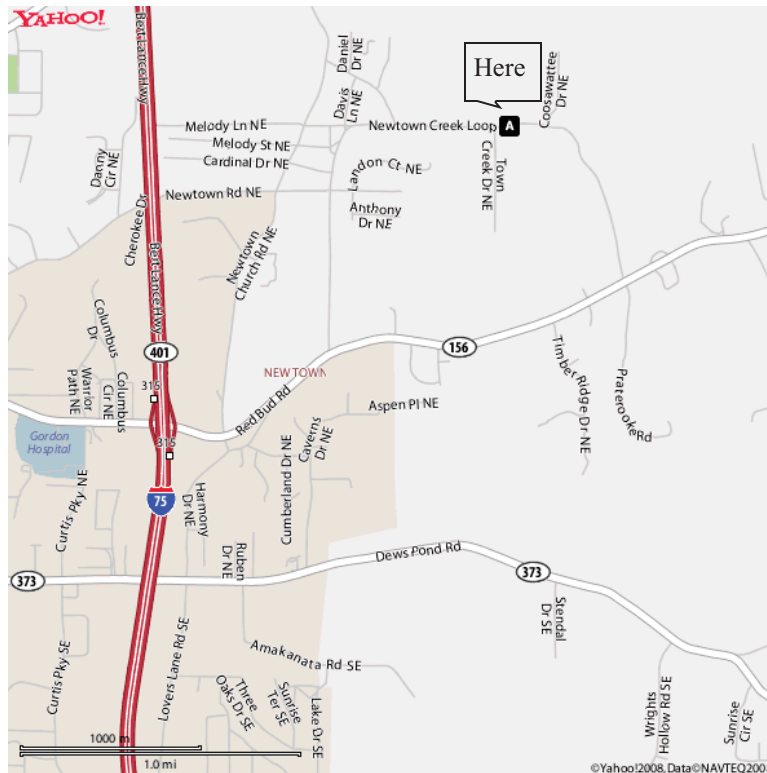 YAHOO!
Bert Lance Hwy
Daniel
Dr NE
Here
Coosawattee
Dr NE
Davis
Ln NE
Melody Ln NE
Newtown Creek Loop
A
Melody St NE
Cardinal Dr NE
Danny
Cir NE
Landon Ct NE
Town
Creek Dr NE
Newtown Rd NE
Anthony
Dr NE
Cherokee Dr
Bert Lance Hwy
Newtown
Church Rd NE
Columbus
Dr
401
156
NEWTOWN
Warrior
Path NE
Columbus
Cir NE
315
Timber Ridge Dr NE
Praterooke Rd
Red Bud Rd
Aspen Pl NE
Gordon
Hospital
315
Caverns
Dr NE
Cumberland Dr NE
75
Curtis Pky NE
Harmony
Dr NE
Ruben
Dr NE
Dews Pond Rd
373
373
Stendal
Dr SE
Curtis Pky SE
Lovers Lane Rd SE
Amakanata Rd SE
Three
Oaks Dr SE
Sunrise
Ter SE
Lake Dr SE
Wrights
Hollow Rd SE
Sunrise
Cir SE
1000 m
1.0 mi
©Yahoo!2008, Data©NAVTEQ200